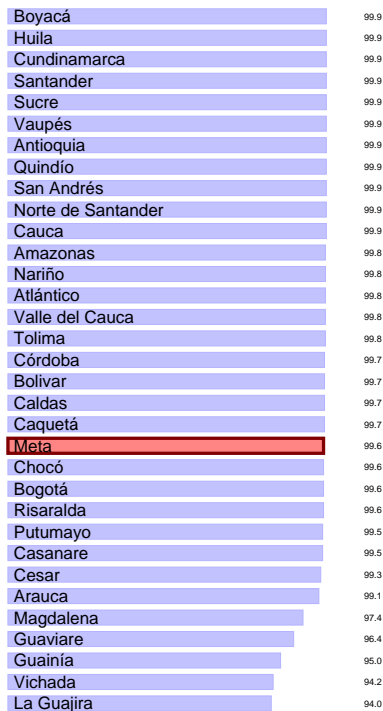 Boyacá 99.9
Huila 99.9
Cundinamarca 99.9
Santander 99.9
Sucre 99.9
Vaupés 99.9
Antioquia 99.9
Quindío 99.9
San Andrés 99.9
Norte de Santander 99.9
Cauca 99.9
Amazonas 99.8
Nariño 99.8
Atlántico 99.8
Valle del Cauca 99.8
Tolima 99.8
Córdoba 99.7
Bolivar 99.7
Caldas 99.7
Caquetá 99.7
Meta 99.6
Chocó 99.6
Bogotá 99.6
Risaralda 99.6
Putumayo 99.5
Casanare 99.5
Cesar 99.3
Arauca 99.1
Magdalena 97.4
Guaviare 96.4
Guainía 95.0
Vichada 94.2
La Guajira 94.0